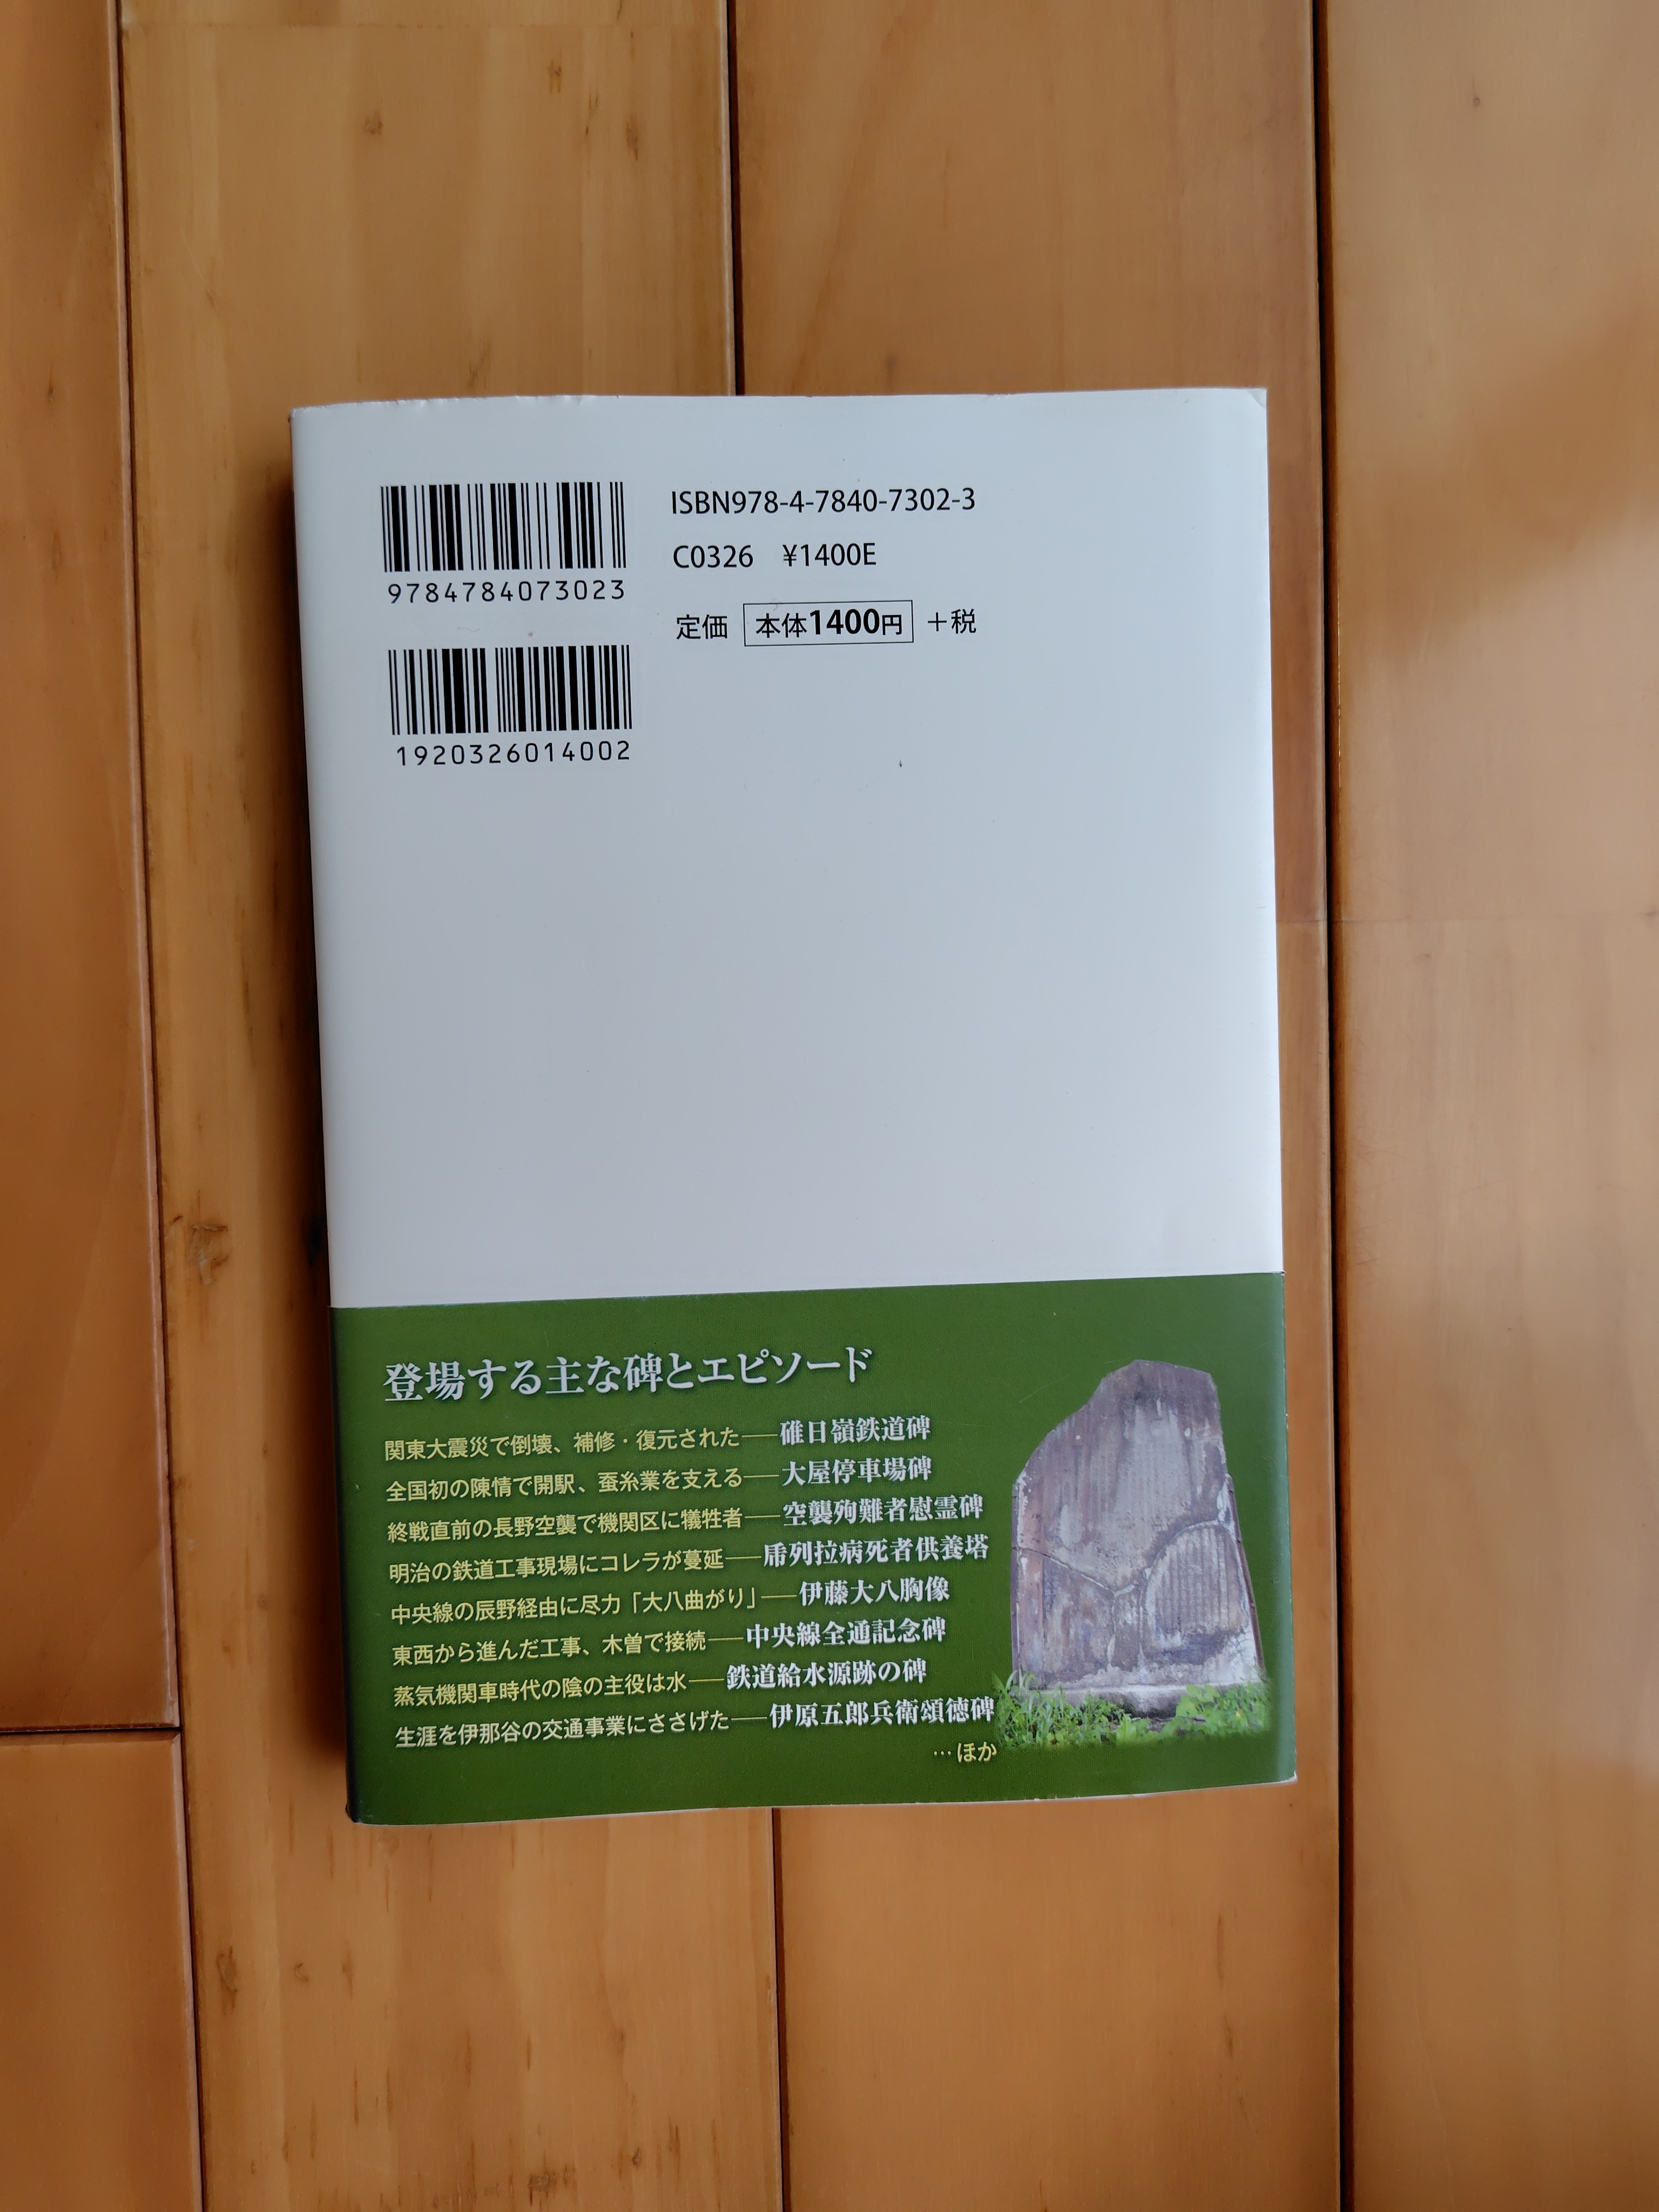 ISBN978-4-7840-7302-3
C0326 ¥1400E
9784784073023
定価 本体1400円 +税
1920326014002
登場する主な碑とエピソード
関東大震災で倒壊、補修・復元された──碓日嶺鉄道碑
全国初の陳情で開駅、蚕糸業を支える──大屋停車場碑
終戦直前の長野空襲で機関区に犠牲者──空襲殉難者慰霊碑
明治の鉄道工事現場にコレラが蔓延──乕列拉病死者供養塔
中央線の辰野経由に尽力「大八曲がり」──伊藤大八胸像
東西から進んだ工事、木曽で接続──中央線全通記念碑
蒸気機関車時代の陰の主役は水──鉄道給水源跡の碑
生涯を伊那谷の交通事業にささげた──伊原五郎兵衛頌徳碑
…ほか